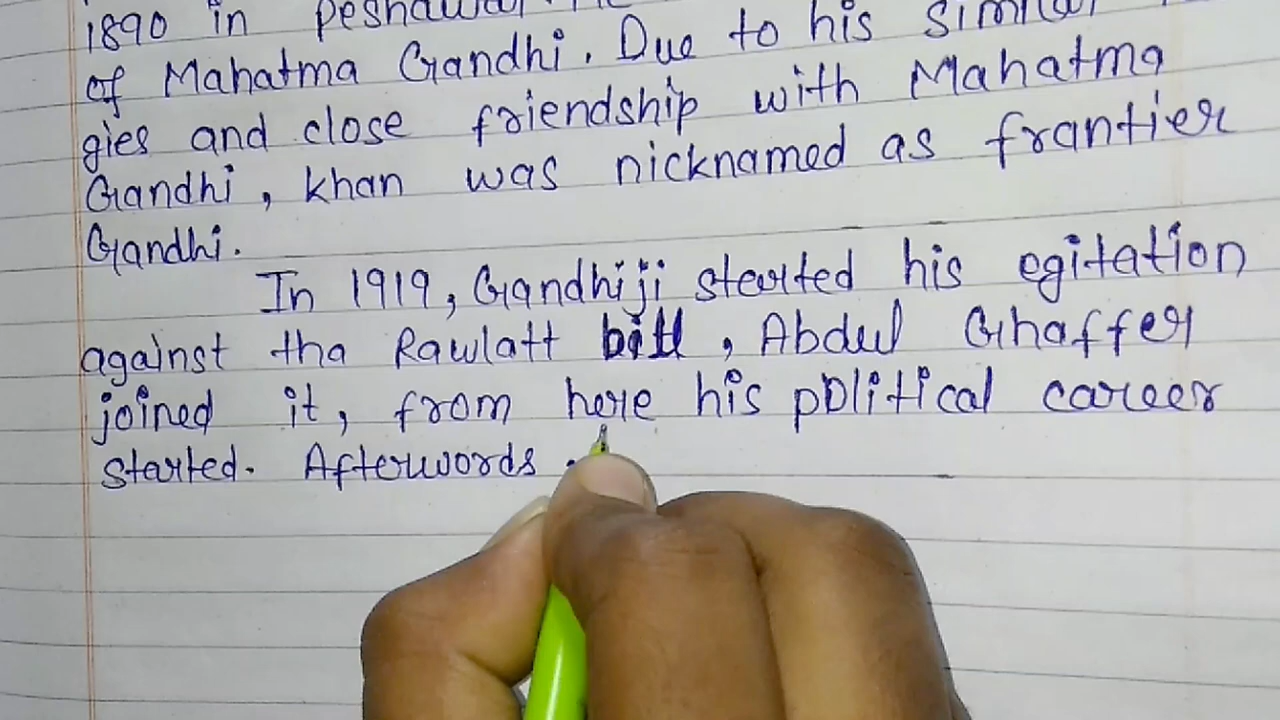 1890 in Peshawar
of Mahatma Gandhi. Due to his
gies and close friendship with Mahatma
Gandhi, khan was nicknamed as frantier
Gandhi.
In 1919, Gandhiji started his egitation
against tha Rawlatt bill, Abdul Ghaffer
joined it, from here his political career
started. Afterwords